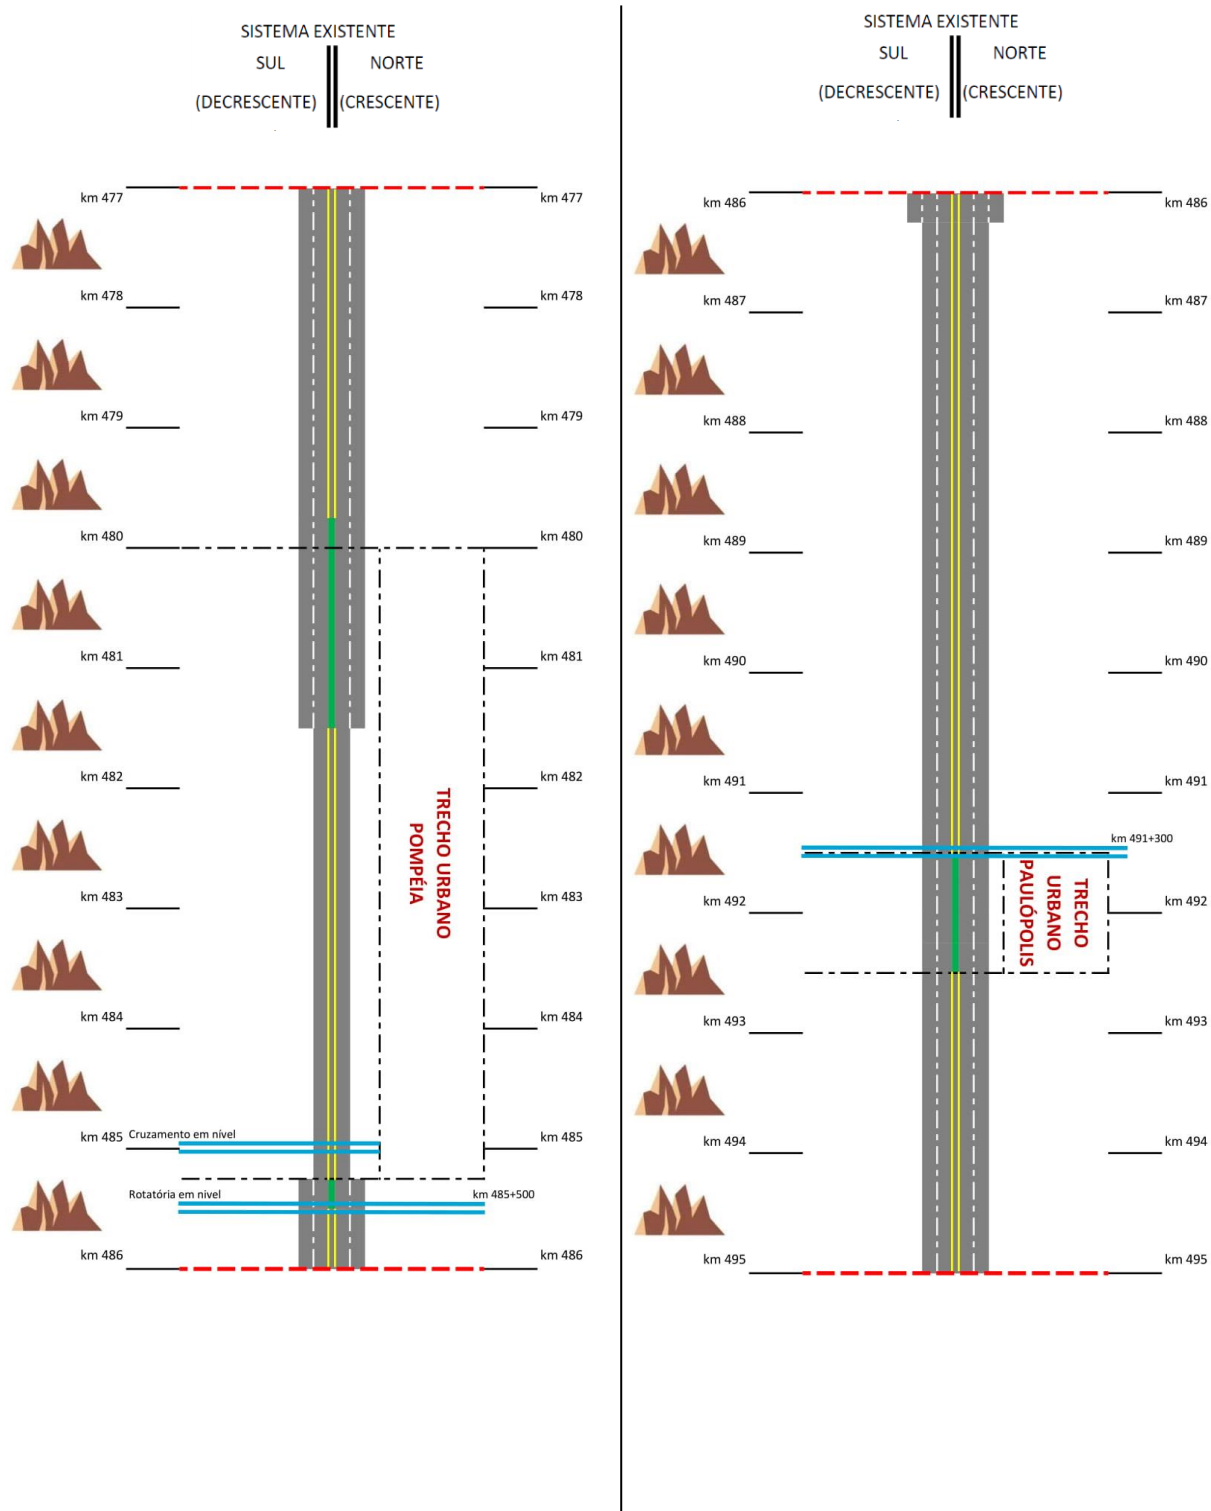 SISTEMA EXISTENTE
SUL
NORTE
(DECRESCENTE)
(CRESCENTE)
km 477
km 477
km 478
km 478
km 479
km 479
km 480
km 480
km 481
km 481
km 482
km 482
TRECHO URBANO
POMPÉIA
km 483
km 483
km 484
km 484
km 485
Cruzamento em nível
km 485
Rotatória em nivel
km 485+500
km 486
km 486
SISTEMA EXISTENTE
SUL
NORTE
(DECRESCENTE)
(CRESCENTE)
km 486
km 486
km 487
km 487
km 488
km 488
km 489
km 489
km 490
km 490
km 491
km 491
km 491+300
TRECHO
URBANO
PAULÓPOLIS
km 492
km 492
km 493
km 493
km 494
km 494
km 495
km 495